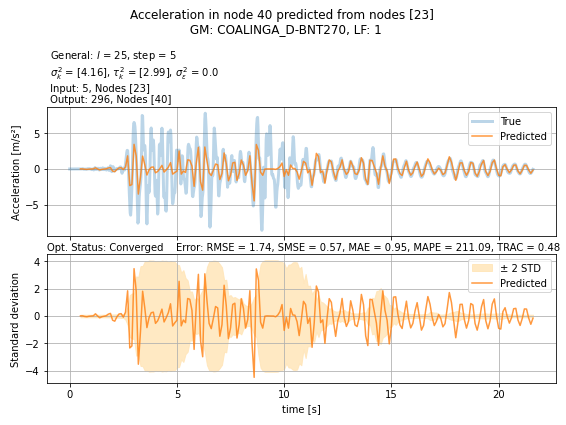 Acceleration in node 40 predicted from nodes [23]
GM: COALINGA_D-BNT270, LF: 1
General: l = 25, step = 5
σ²ₖ = [4.16], τ²ₖ = [2.99], σ²ε = 0.0
Input: 5, Nodes [23]
Output: 296, Nodes [40]
Acceleration [m/s²]
5
0
−5
True
Predicted
Opt. Status: Converged Error: RMSE = 1.74, SMSE = 0.57, MAE = 0.95, MAPE = 211.09, TRAC = 0.48
Standard deviation
4
2
0
−2
−4
± 2 STD
Predicted
0 5 10 15 20
time [s]